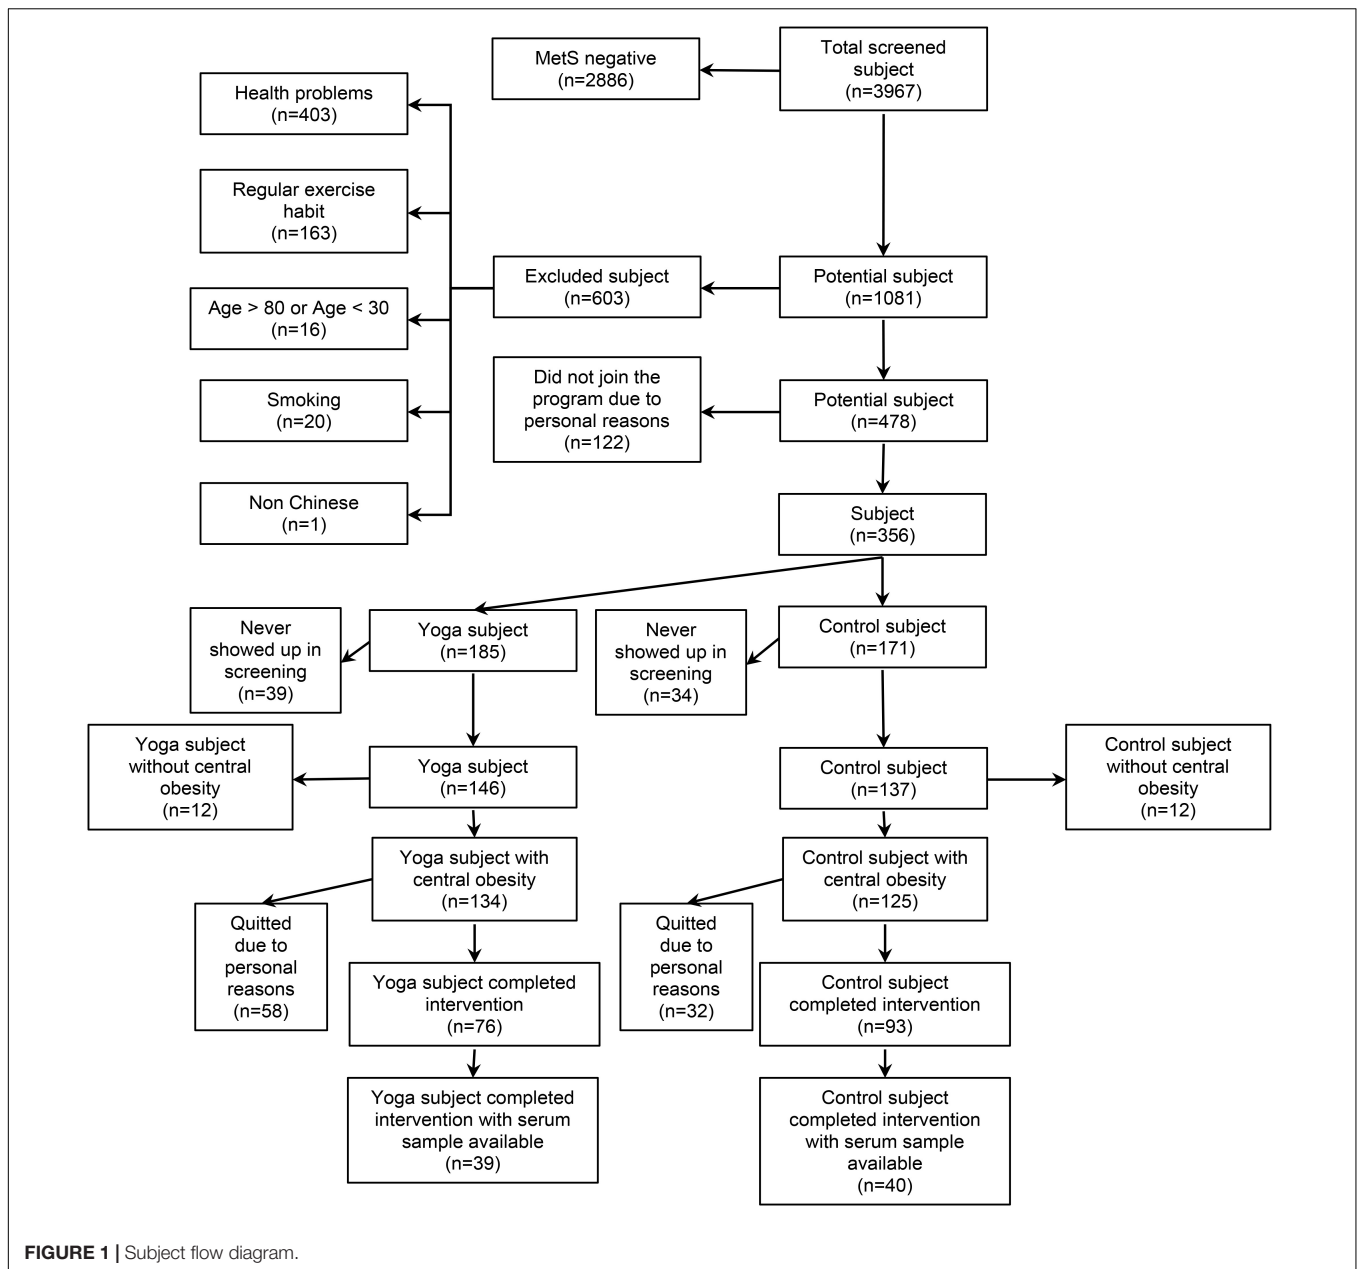 Total screened
subject
(n=3967)
MetS negative
(n=2886)
Health problems
(n=403)
Regular exercise
habit
(n=163)
Age > 80 or Age < 30
(n=16)
Smoking
(n=20)
Non Chinese
(n=1)
Excluded subject
(n=603)
Potential subject
(n=1081)
Did not join the
program due to
personal reasons
(n=122)
Potential subject
(n=478)
Subject
(n=356)
Never
showed up in
screening
(n=39)
Yoga subject
(n=185)
Never
showed up in
screening
(n=34)
Control subject
(n=171)
Yoga subject
without central
obesity
(n=12)
Yoga subject
(n=146)
Control subject
(n=137)
Control subject
without central
obesity
(n=12)
Yoga subject with
central obesity
(n=134)
Control subject with
central obesity
(n=125)
Quitted
due to
personal
reasons
(n=58)
Yoga subject completed
intervention
(n=76)
Quitted
due to
personal
reasons
(n=32)
Control subject
completed intervention
(n=93)
Yoga subject completed
intervention with serum
sample available
(n=39)
Control subject
completed intervention
with serum sample
available
(n=40)
FIGURE 1 | Subject flow diagram.